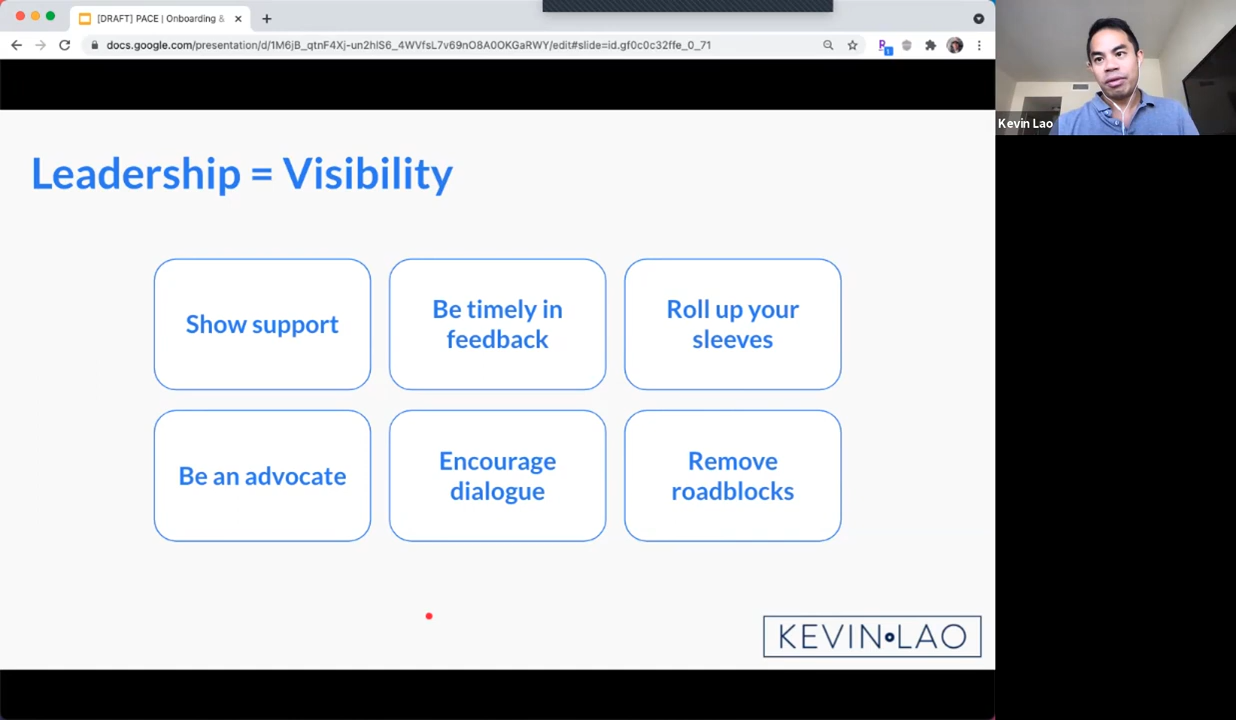 [DRAFT] PACE | Onboarding &
docs.google.com/presentation/d/1M6jB_qtnF4Xj-un2hlS6_4WVfsL7v69nO8A0OKGaRWY/edit#slide=id.gf0c0c32ffe_0_71
Kevin Lao
Leadership = Visibility
Show support
Be timely in
feedback
Roll up your
sleeves
Be an advocate
Encourage
dialogue
Remove
roadblocks
KEVIN LAO